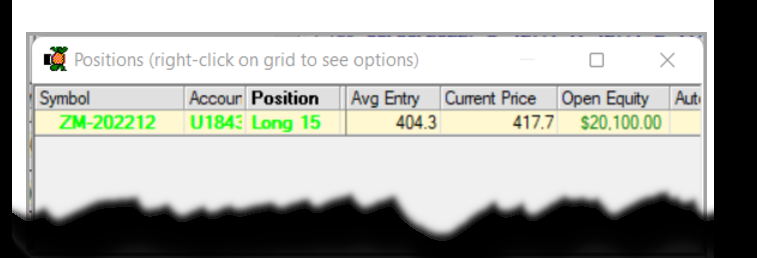 Positions (right-click on grid to see options)
Symbol Accour Position Avg Entry Current Price Open Equity Aut
ZM-202212 U1843 Long 15 404.3 417.7 $20,100.00